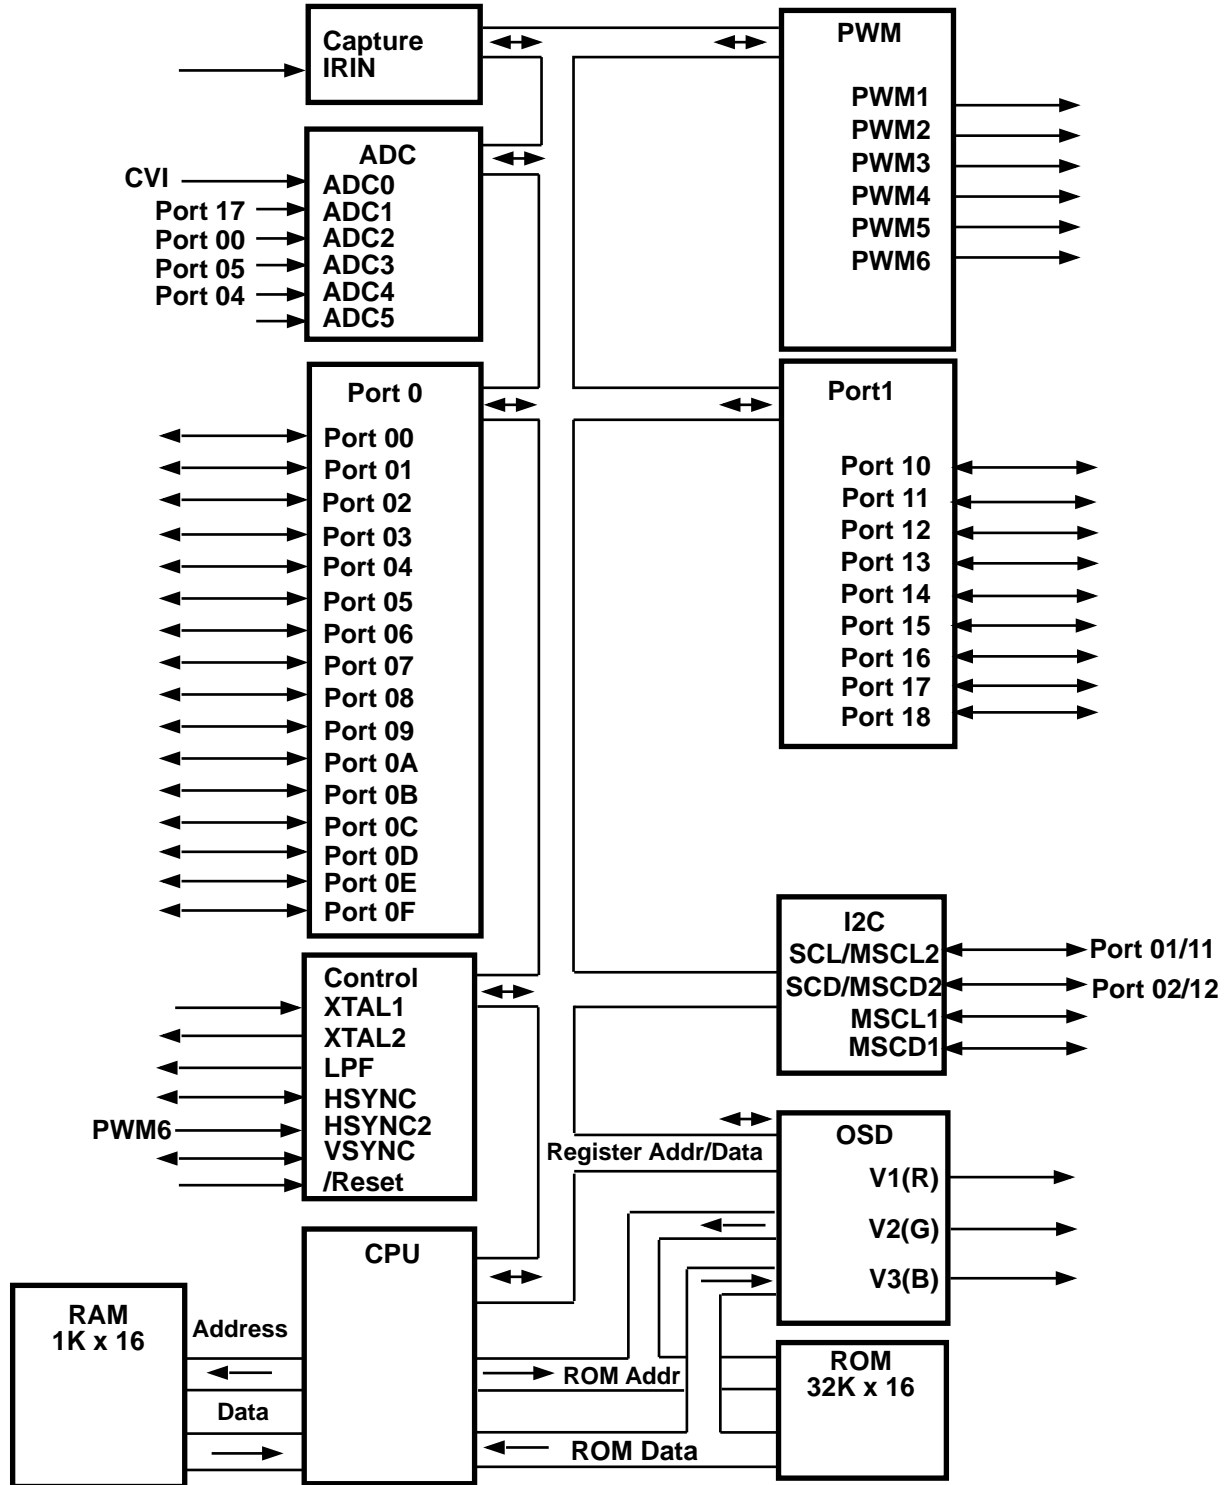 Capture
IRIN
PWM
PWM1
PWM2
PWM3
PWM4
PWM5
PWM6
ADC
CVI
ADC0
Port 17
ADC1
Port 00
ADC2
Port 05
ADC3
Port 04
ADC4
ADC5
Port 0
Port 00
Port 01
Port 02
Port 03
Port 04
Port 05
Port 06
Port 07
Port 08
Port 09
Port 0A
Port 0B
Port 0C
Port 0D
Port 0E
Port 0F
Port1
Port 10
Port 11
Port 12
Port 13
Port 14
Port 15
Port 16
Port 17
Port 18
I2C
SCL/MSCL2
Port 01/11
SCD/MSCD2
Port 02/12
MSCL1
MSCD1
Control
XTAL1
XTAL2
LPF
HSYNC
PWM6
HSYNC2
VSYNC
/Reset
Register Addr/Data
OSD
V1(R)
V2(G)
V3(B)
CPU
RAM
1K x 16
Address
Data
ROM Addr
ROM Data
ROM
32K x 16